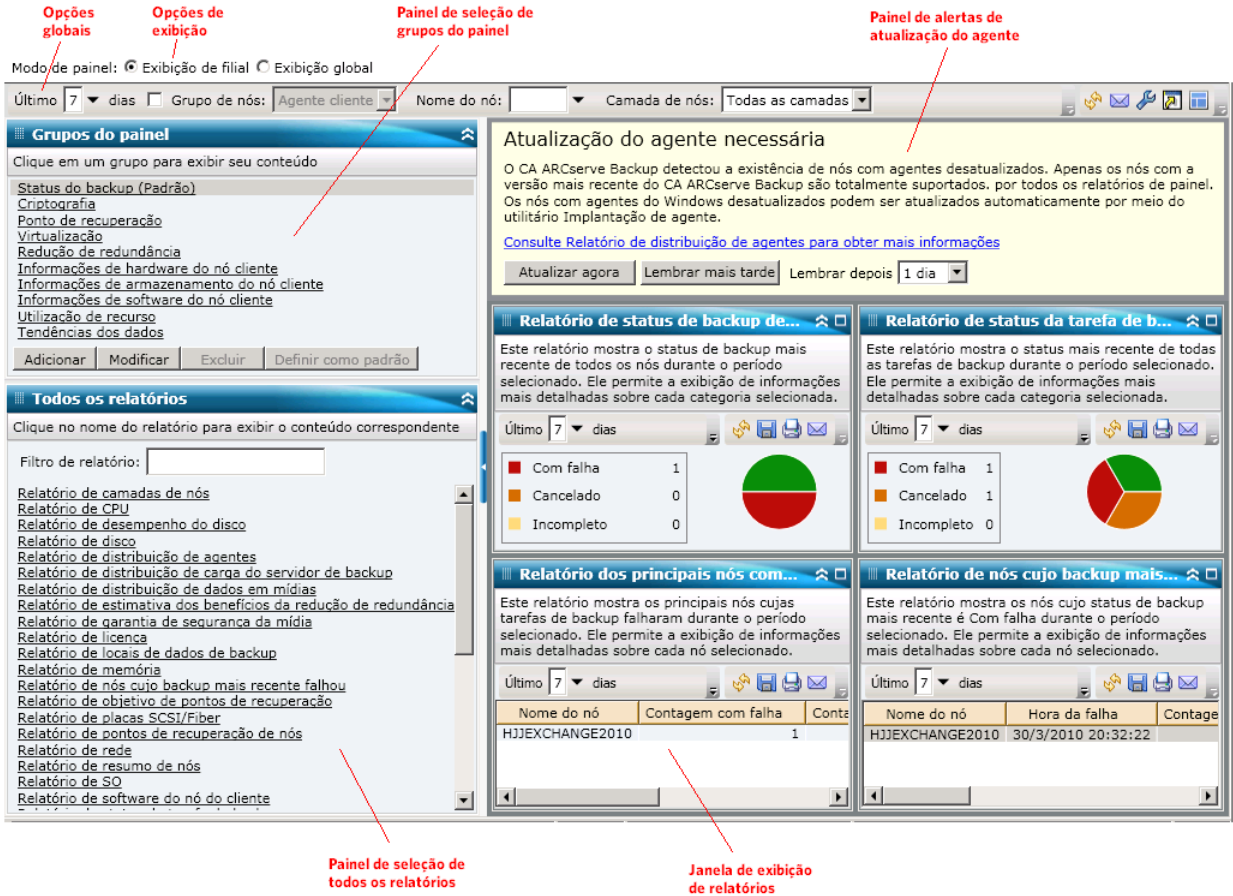 Opções
globais
Opções de
exibição
Painel de seleção de
grupos do painel
Painel de alertas de
atualização do agente
Modo de painel: Exibição de filial Exibição global
Último 7 dias Grupo de nós: Agente cliente Nome do nó: Camada de nós: Todas as camadas
Grupos do painel
Clique em um grupo para exibir seu conteúdo
Status do backup (Padrão)
Criptografia
Ponto de recuperação
Virtualização
Redução de redundância
Informações de hardware do nó cliente
Informações de armazenamento do nó cliente
Informações de software do nó cliente
Utilização de recurso
Tendências dos dados
Adicionar Modificar Excluir Definir como padrão
Todos os relatórios
Clique no nome do relatório para exibir o conteúdo correspondente
Filtro de relatório:
Relatório de camadas de nós
Relatório de CPU
Relatório de desempenho do disco
Relatório de disco
Relatório de distribuição de agentes
Relatório de distribuição de carga do servidor de backup
Relatório de distribuição de dados em mídias
Relatório de estimativa dos benefícios da redução de redundância
Relatório de garantia de segurança da mídia
Relatório de licença
Relatório de locais de dados de backup
Relatório de memória
Relatório de nós cujo backup mais recente falhou
Relatório de objetivo de pontos de recuperação
Relatório de placas SCSI/Fiber
Relatório de pontos de recuperação de nós
Relatório de rede
Relatório de resumo de nós
Relatório de SO
Relatório de software do nó do cliente
Atualização do agente necessária
O CA ARCserve Backup detectou a existência de nós com agentes desatualizados. Apenas os nós com a
versão mais recente do CA ARCserve Backup são totalmente suportados. por todos os relatórios de painel.
Os nós com agentes do Windows desatualizados podem ser atualizados automaticamente por meio do
utilitário Implantação de agente.
Consulte Relatório de distribuição de agentes para obter mais informações
Atualizar agora Lembrar mais tarde Lembrar depois 1 dia
Relatório de status de backup de...
Este relatório mostra o status de backup mais
recente de todos os nós durante o período
selecionado. Ele permite a exibição de informações
mais detalhadas sobre cada categoria selecionada.
Último 7 dias
Com falha 1
Cancelado 0
Incompleto 0
Relatório de status da tarefa de b...
Este relatório mostra o status mais recente de todas
as tarefas de backup durante o período selecionado.
Ele permite a exibição de informações mais
detalhadas sobre cada categoria selecionada.
Último 7 dias
Com falha 1
Cancelado 1
Incompleto 0
Relatório dos principais nós com...
Este relatório mostra os principais nós cujas
tarefas de backup falharam durante o período
selecionado. Ele permite a exibição de informações
mais detalhadas sobre cada nó selecionado.
Último 7 dias
Nome do nó Contagem com falha Conta
HJJEXCHANGE2010 1
Relatório de nós cujo backup mais...
Este relatório mostra os nós cujo status de backup
mais recente é Com falha durante o período
selecionado. Ele permite a exibição de informações
mais detalhadas sobre cada nó selecionado.
Último 7 dias
Nome do nó Hora da falha Contage
HJJEXCHANGE2010 30/3/2010 20:32:22
Painel de seleção de
todos os relatórios
Janela de exibição
de relatórios